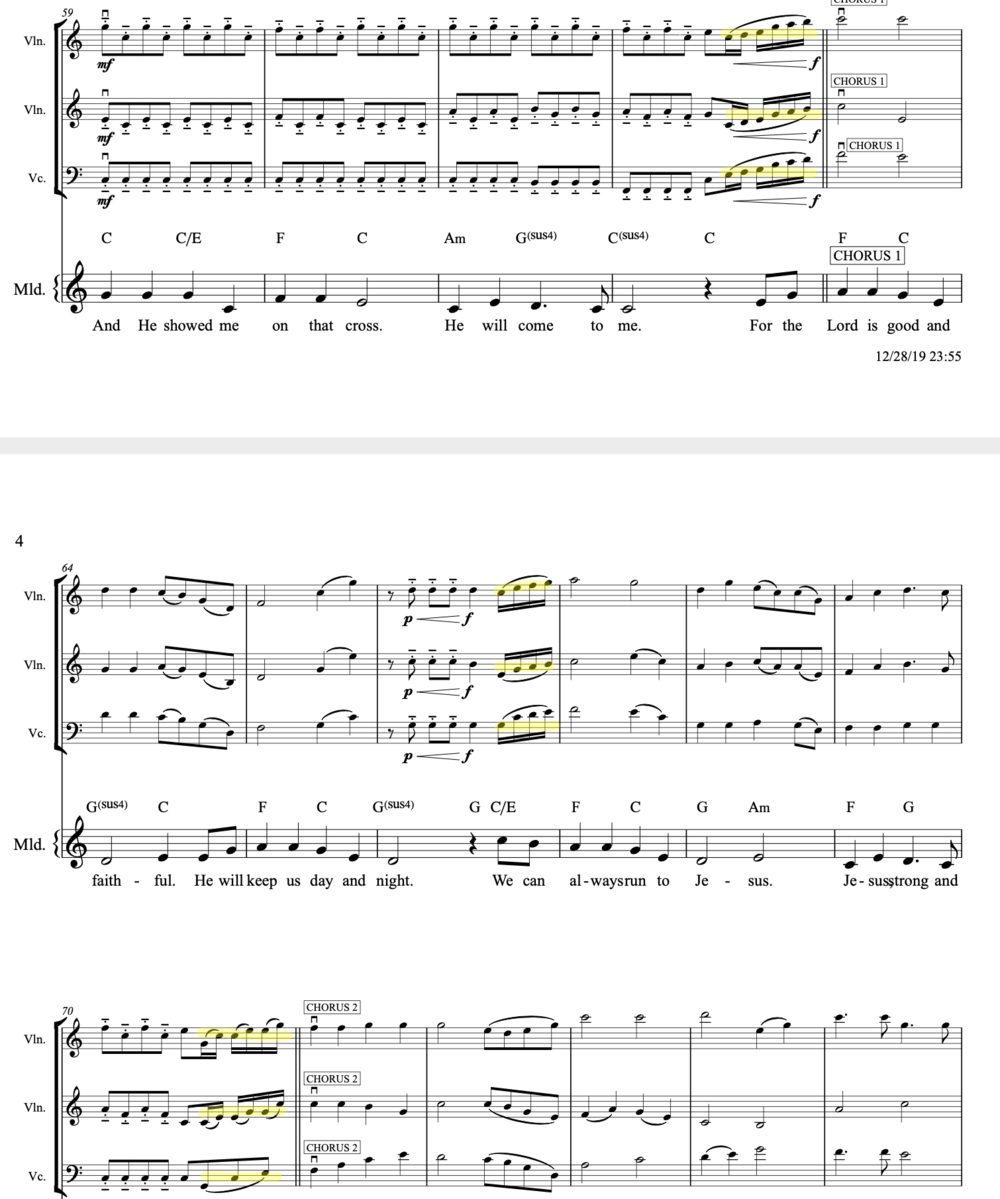 CHORUS 1
59
Vln.
mf
f
CHORUS 1
Vln.
mf
f
CHORUS 1
Vc.
mf
f
C C/E F C Am G(sus4) C(sus4) C F C
CHORUS 1
Mld.
And He showed me on that cross. He will come to me. For the Lord is good and
12/28/19 23:55
4
64
Vln.
p f
Vln.
p f
Vc.
p f
G(sus4) C F C G(sus4) G C/E F C G Am F G
Mld.
faith - ful. He will keep us day and night. We can al-waysrun to Je - sus. Je-susstrong and
70
CHORUS 2
Vln.
CHORUS 2
Vln.
CHORUS 2
Vc.